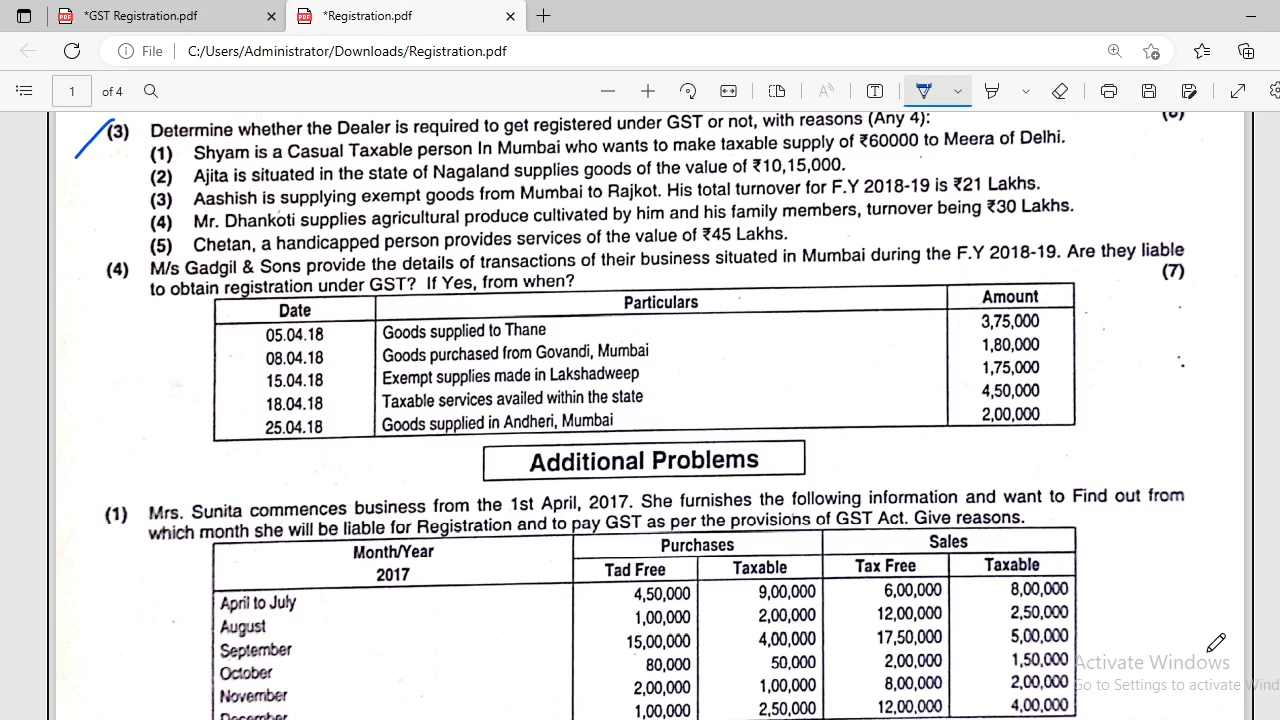 *GST Registration.pdf
*Registration.pdf
File C:/Users/Administrator/Downloads/Registration.pdf
1 of 4
(3) Determine whether the Dealer is required to get registered under GST or not, with reasons (Any 4):
(1) Shyam is a Casual Taxable person In Mumbai who wants to make taxable supply of ₹60000 to Meera of Delhi.
(2) Ajita is situated in the state of Nagaland supplies goods of the value of ₹10,15,000.
(3) Aashish is supplying exempt goods from Mumbai to Rajkot. His total turnover for F.Y 2018-19 is ₹21 Lakhs.
(4) Mr. Dhankoti supplies agricultural produce cultivated by him and his family members, turnover being ₹30 Lakhs.
(5) Chetan, a handicapped person provides services of the value of ₹45 Lakhs.
(4) M/s Gadgil & Sons provide the details of transactions of their business situated in Mumbai during the F.Y 2018-19. Are they liable
to obtain registration under GST? If Yes, from when? (7)
Date Particulars Amount
05.04.18 Goods supplied to Thane 3,75,000
08.04.18 Goods purchased from Govandi, Mumbai 1,80,000
15.04.18 Exempt supplies made in Lakshadweep 1,75,000
18.04.18 Taxable services availed within the state 4,50,000
25.04.18 Goods supplied in Andheri, Mumbai 2,00,000
Additional Problems
(1) Mrs. Sunita commences business from the 1st April, 2017. She furnishes the following information and want to Find out from
which month she will be liable for Registration and to pay GST as per the provisions of GST Act. Give reasons.
Month/Year Purchases Sales
2017 Tad Free Taxable Tax Free Taxable
April to July 4,50,000 9,00,000 6,00,000 8,00,000
August 1,00,000 2,00,000 12,00,000 2,50,000
September 15,00,000 4,00,000 17,50,000 5,00,000
October 80,000 50,000 2,00,000 1,50,000
November 2,00,000 1,00,000 8,00,000 2,00,000
December 1,00,000 2,50,000 12,00,000 4,00,000
Activate Windows
Go to Settings to activate Wind